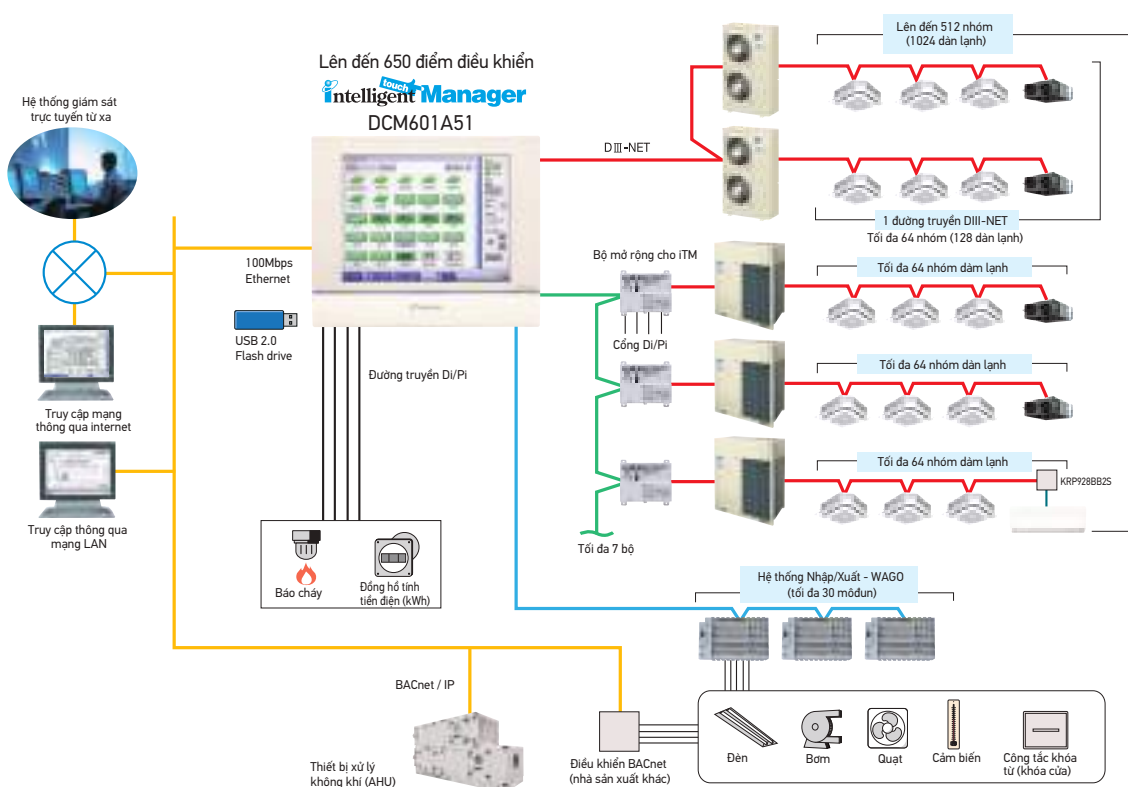 Lên đến 650 điểm điều khiển
touch
intelligent Manager
DCM601A51
Hệ thống giám sát
trực tuyến từ xa
100Mbps
Ethernet
USB 2.0
Flash drive
Truy cập mạng
thông qua internet
Truy cập thông qua
mạng LAN
Đường truyền Di/Pi
Báo cháy
Đồng hồ tính
tiền điện (kWh)
DIII-NET
Lên đến 512 nhóm
(1024 dàn lạnh)
1 đường truyền DIII-NET
Tối đa 64 nhóm (128 dàn lạnh)
Bộ mở rộng cho iTM
Cổng Di/Pi
Tối đa 64 nhóm dàm lạnh
Tối đa 64 nhóm dàn lạnh
Tối đa 64 nhóm dàm lạnh
KRP928BB2S
Tối đa 7 bộ
Hệ thống Nhập/Xuất - WAGO
(tối đa 30 môđun)
BACnet / IP
Thiết bị xử lý
không khí (AHU)
Điều khiển BACnet
(nhà sản xuất khác)
Đèn
Bơm
Quạt
Cảm biến
Công tắc khóa
từ (khóa cửa)